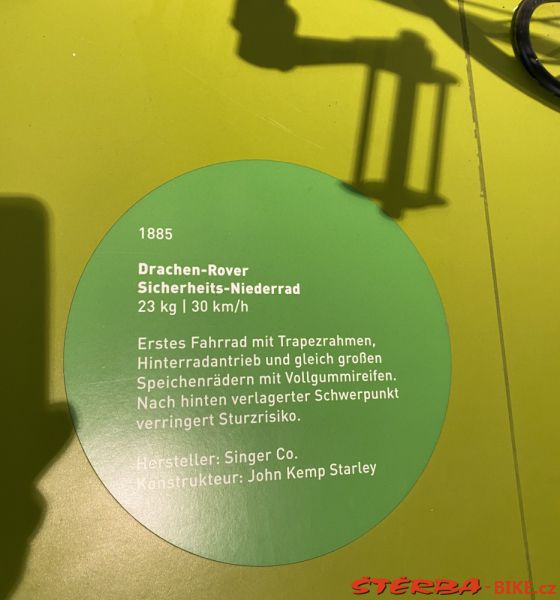 1885
Drachen-Rover
Sicherheits-Niederrad
23 kg | 30 km/h
Erstes Fahrrad mit Trapezrahmen,
Hinterradantrieb und gleich großen
Speichenrädern mit Vollgummireifen.
Nach hinten verlagerter Schwerpunkt
verringert Sturzrisiko.
Hersteller: Singer Co.
Konstrukteur: John Kemp Starley
ŠTĚRBA-BIKE.cz